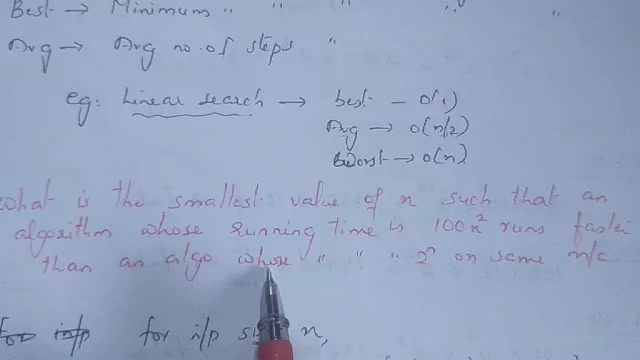 Best → Minimum " " " "
Avg → Avg no. of steps "
eg: Linear search → best - O(1)
Avg → O(n/2)
Worst → O(n)
What is the smallest value of n such that an
algorithm whose running time is 100n² runs faster
than an algo whose " " " 2ⁿ on same m/c.
for i/p for i/p n,